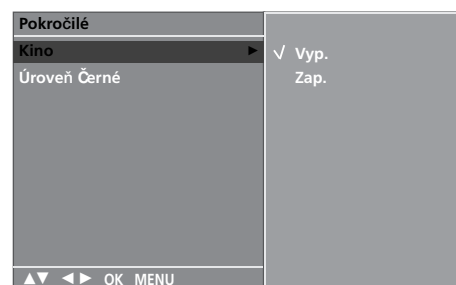 Pokročilé
Kino ►
√ Vyp.
Úroveň Černé
Zap.
▲▼ ◄► OK MENU